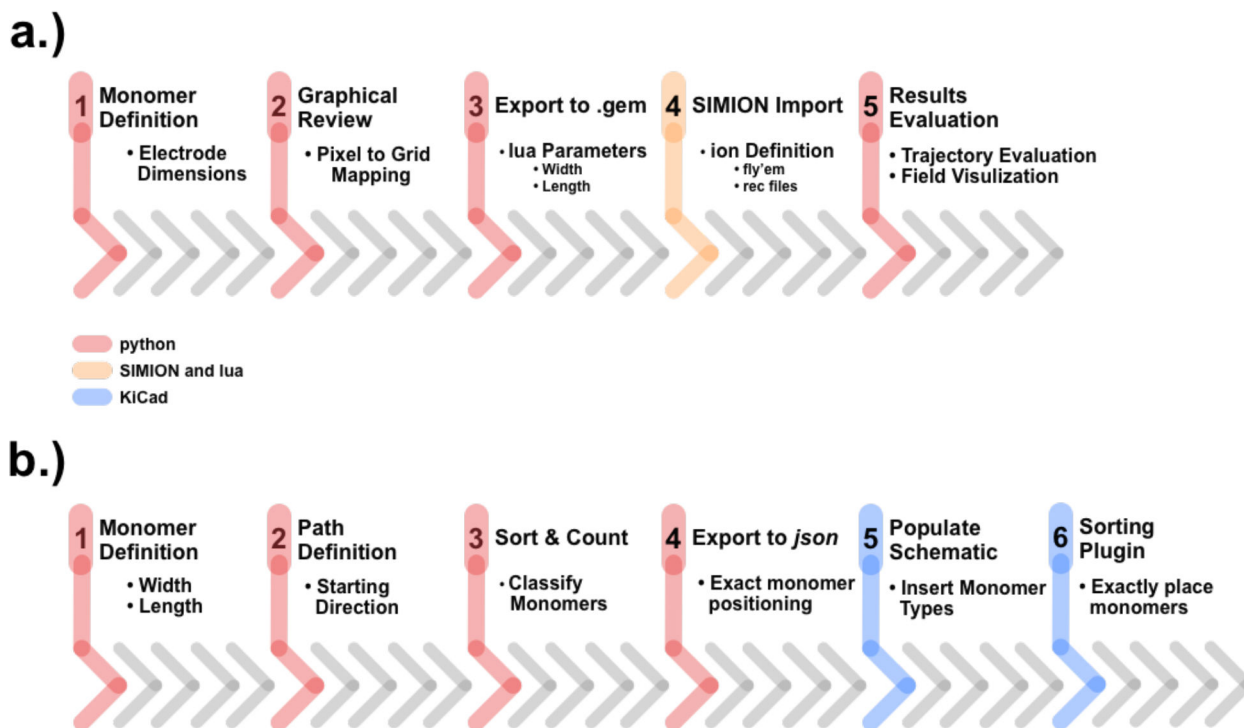 a.)
1 Monomer
Definition
• Electrode
Dimensions
2 Graphical
Review
• Pixel to Grid
Mapping
3 Export to .gem
• lua Parameters
• Width
• Length
4 SIMION Import
• ion Definition
• fly'em
• rec files
5 Results
Evaluation
• Trajectory Evaluation
• Field Visulization
python
SIMION and lua
KiCad
b.)
1 Monomer
Definition
• Width
• Length
2 Path
Definition
• Starting
Direction
3 Sort & Count
• Classify
Monomers
4 Export to json
• Exact monomer
positioning
5 Populate
Schematic
• Insert Monomer
Types
6 Sorting
Plugin
• Exactly place
monomers